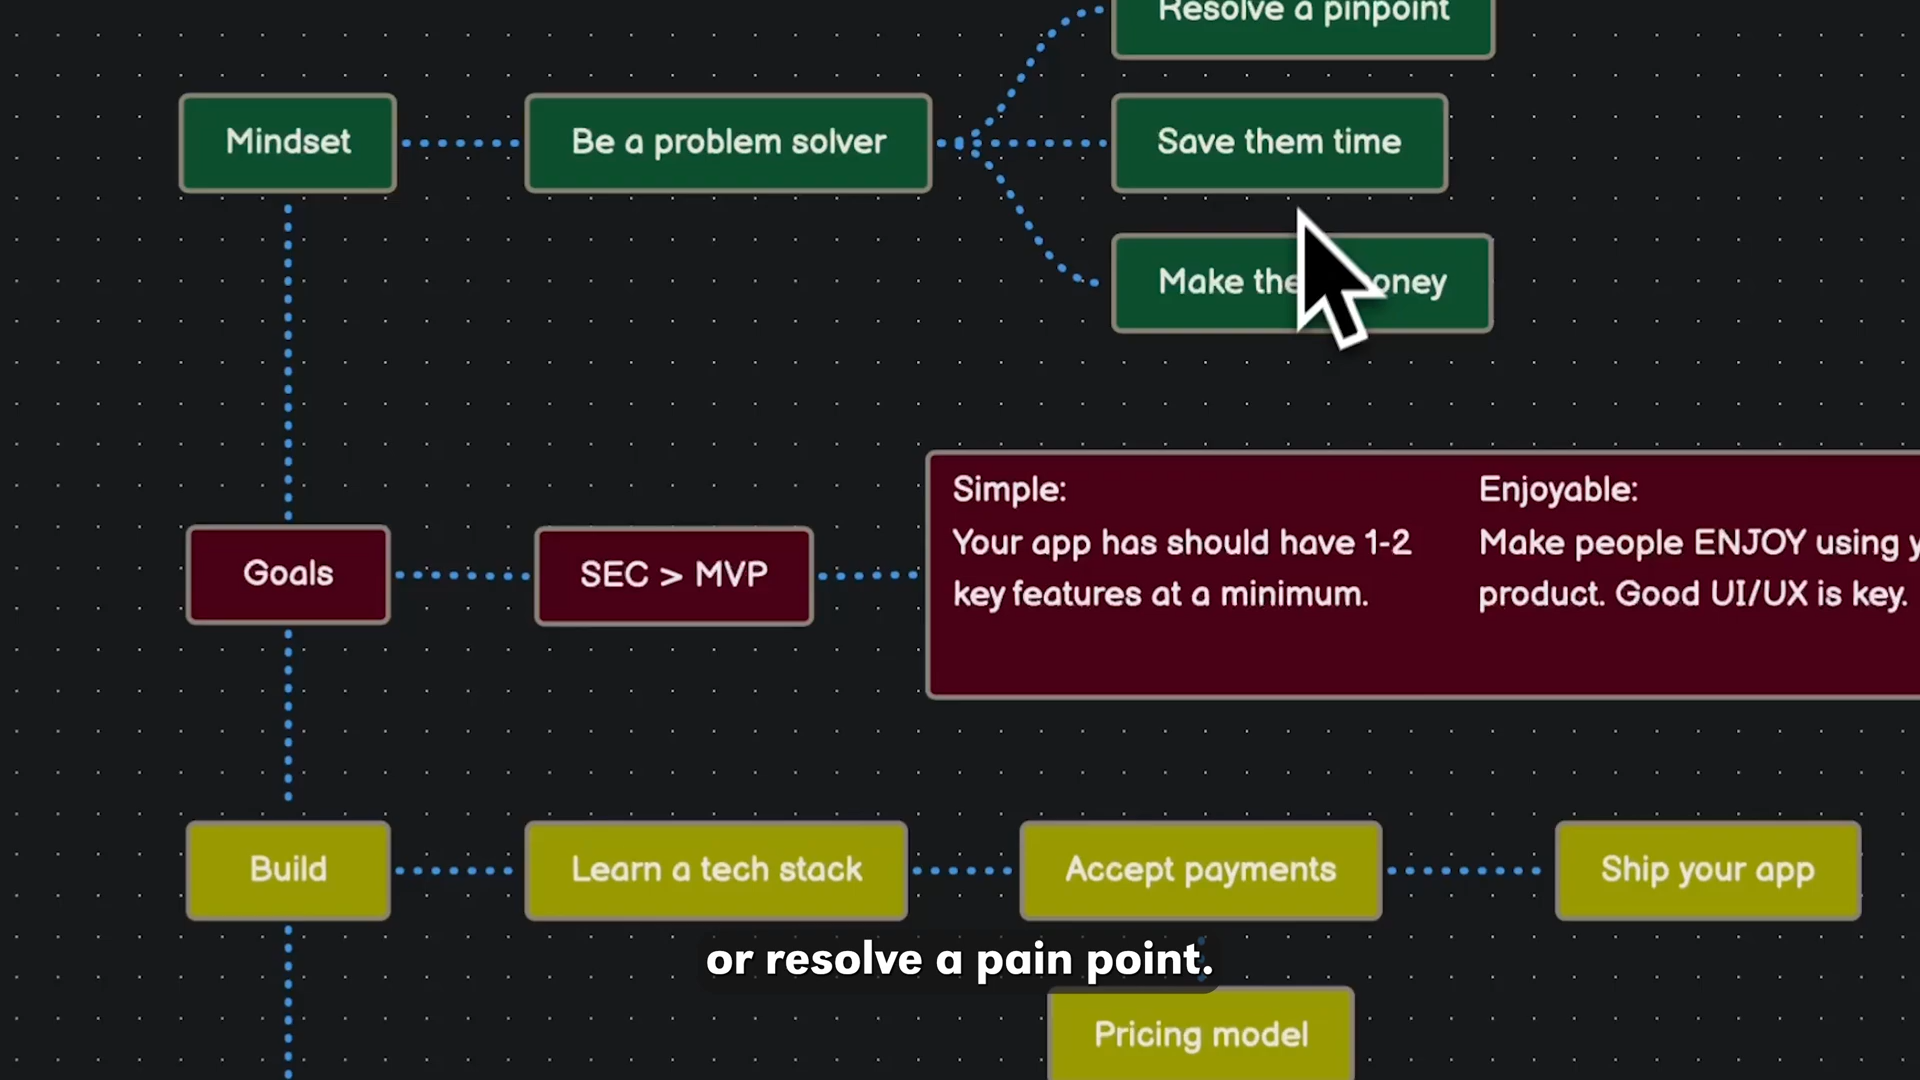 Resolve a pinpoint
Mindset
Be a problem solver
Save them time
Make the oney
Simple:
Your app has should have 1-2
key features at a minimum.
Enjoyable:
Make people ENJOY using y
product. Good UI/UX is key.
Goals
SEC > MVP
Build
Learn a tech stack
Accept payments
Ship your app
or resolve a pain point.
Pricing model